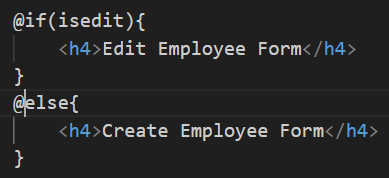 @if(isedit){
    <h4>Edit Employee Form</h4>
}
@else{
    <h4>Create Employee Form</h4>
}